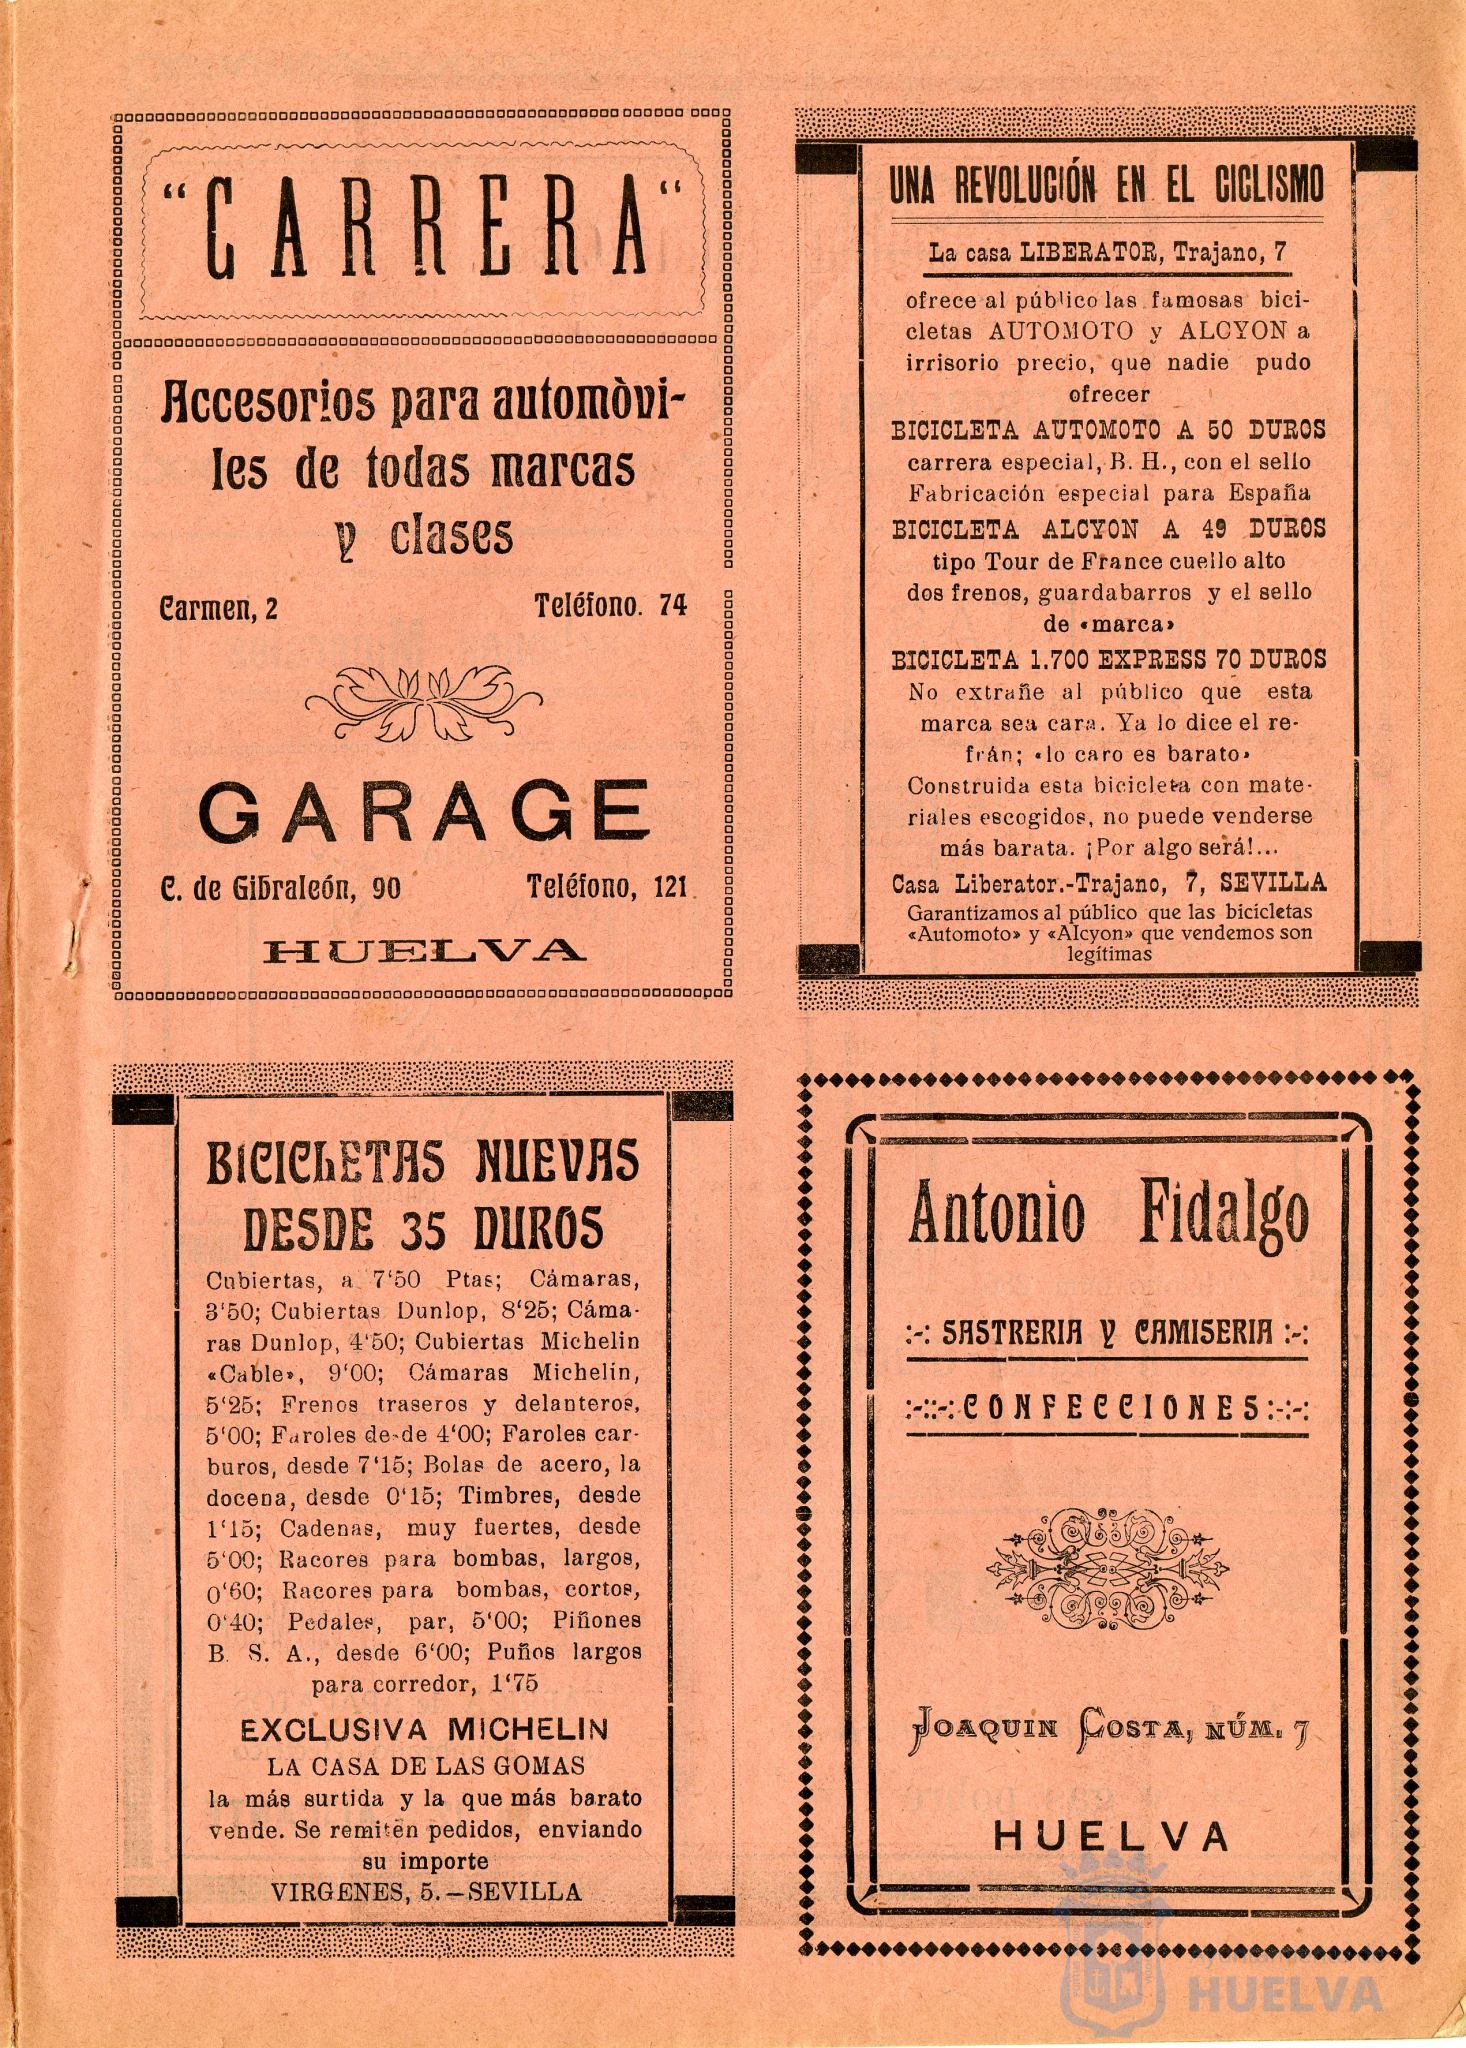 "CARRERA"
Accesorios para automòvi-
les de todas marcas
y clases
Carmen, 2 Teléfono. 74
GARAGE
C. de Gibraleón, 90 Teléfono, 121
HUELVA
UNA REVOLUCIÓN EN EL CICLISMO
La casa LIBERATOR, Trajano, 7
ofrece al público las famosas bici-
cletas AUTOMOTO y ALCYON a
irrisorio precio, que nadie pudo
ofrecer
BICICLETA AUTOMOTO A 50 DUROS
carrera especial, B. H., con el sello
Fabricación especial para España
BICICLETA ALCYON A 49 DUROS
tipo Tour de France cuello alto
dos frenos, guardabarros y el sello
de «marca»
BICICLETA 1.700 EXPRESS 70 DUROS
No extrañe al público que esta
marca sea cara. Ya lo dice el re-
frán; «lo caro es barato»
Construida esta bicicleta con mate-
riales escogidos, no puede venderse
más barata. ¡Por algo será!...
Casa Liberator.-Trajano, 7, SEVILLA
Garantizamos al público que las bicicletas
«Automoto» y «Alcyon» que vendemos son
legítimas
BICICLETAS NUEVAS
DESDE 35 DUROS
Cubiertas, a 7'50 Ptas; Cámaras,
3'50; Cubiertas Dunlop, 8'25; Cáma-
ras Dunlop, 4'50; Cubiertas Michelin
«Cable», 9'00; Cámaras Michelin,
5'25; Frenos traseros y delanteros,
5'00; Faroles desde 4'00; Faroles car-
buros, desde 7'15; Bolas de acero, la
docena, desde 0'15; Timbres, desde
1'15; Cadenas, muy fuertes, desde
5'00; Racores para bombas, largos,
0'60; Racores para bombas, cortos,
0'40; Pedales, par, 5'00; Piñones
B. S. A., desde 6'00; Puños largos
para corredor, 1'75
EXCLUSIVA MICHELIN
LA CASA DE LAS GOMAS
la más surtida y la que más barato
vende. Se remiten pedidos, enviando
su importe
VIRGENES, 5.—SEVILLA
Antonio Fidalgo
:-: SASTRERIA Y CAMISERIA :-:
:-::-: CONFECCIONES :-:-:
JOAQUIN COSTA, NÚM. 7
HUELVA
HUELVA